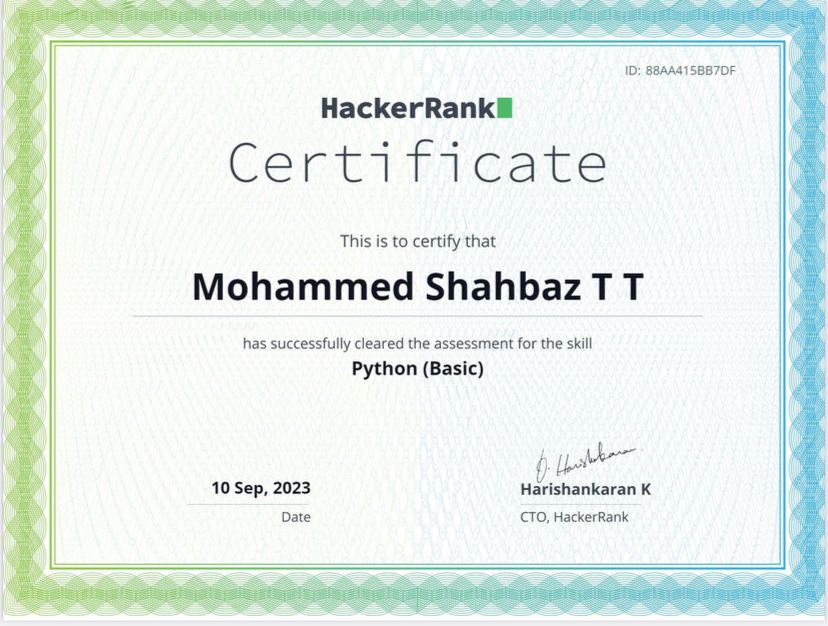 ID: 88AA415BB7DF
HackerRank
Certificate
This is to certify that
Mohammed Shahbaz T T
has successfully cleared the assessment for the skill
Python (Basic)
10 Sep, 2023
Harishankaran K
Date
CTO, HackerRank